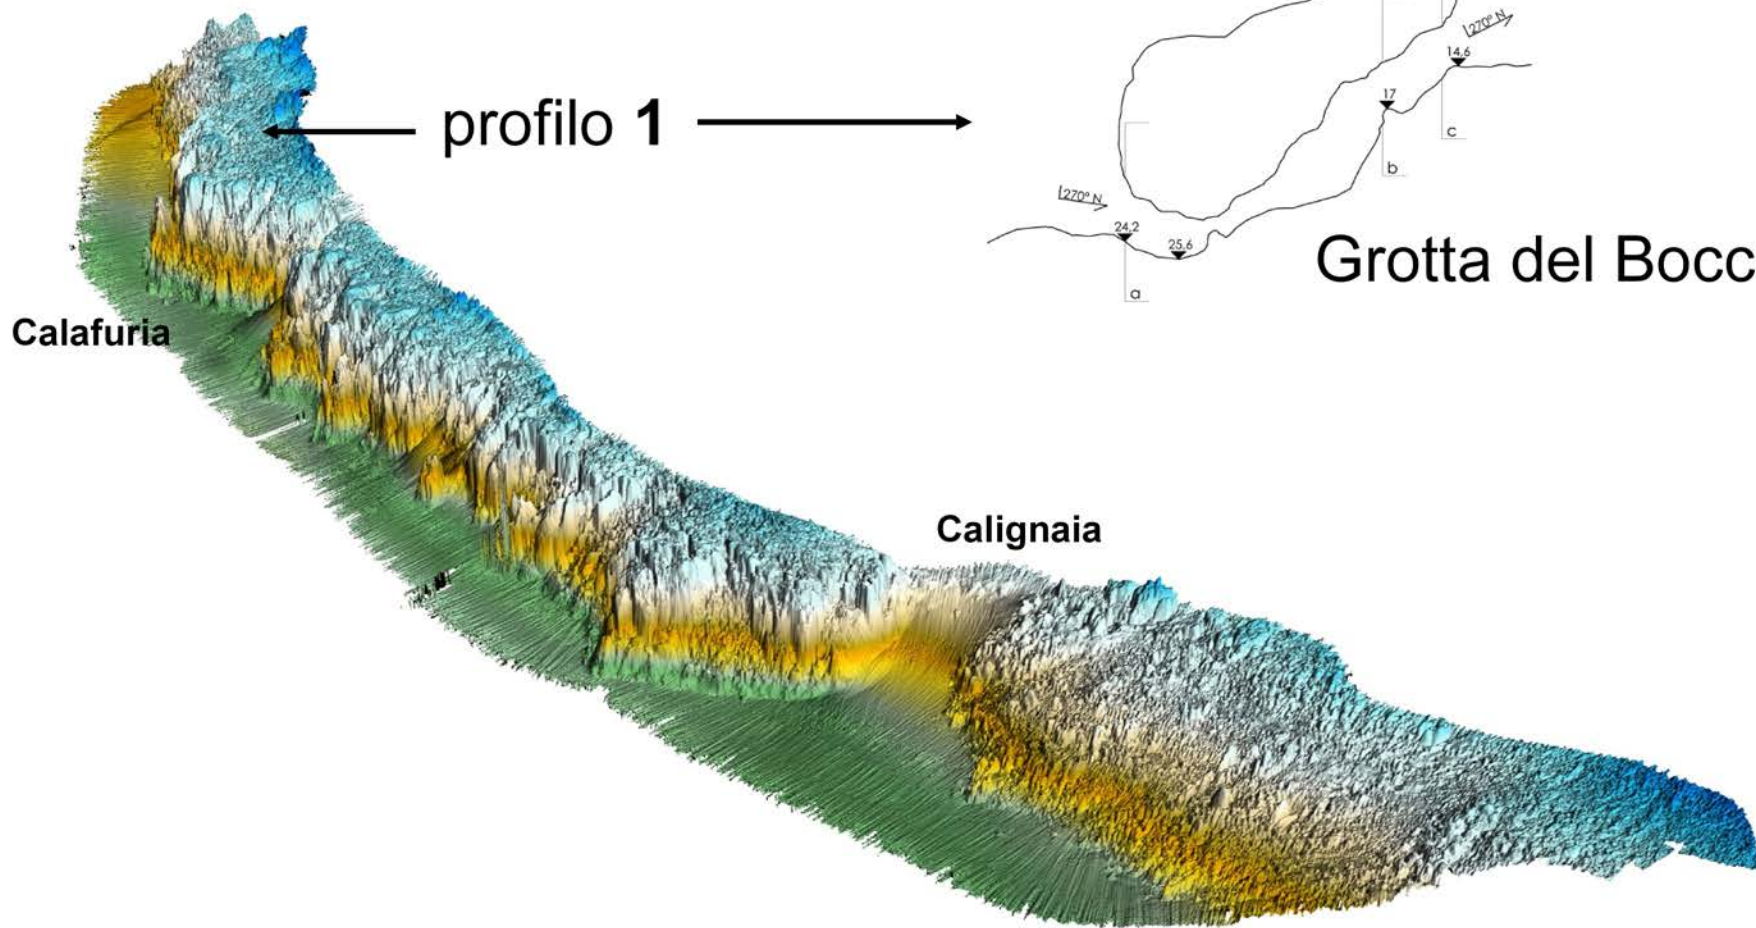 270° N
14,6
profilo 1
17
c
b
270° N
24,2
25,6
Grotta del Bocc
a
Calafuria
Calignaia